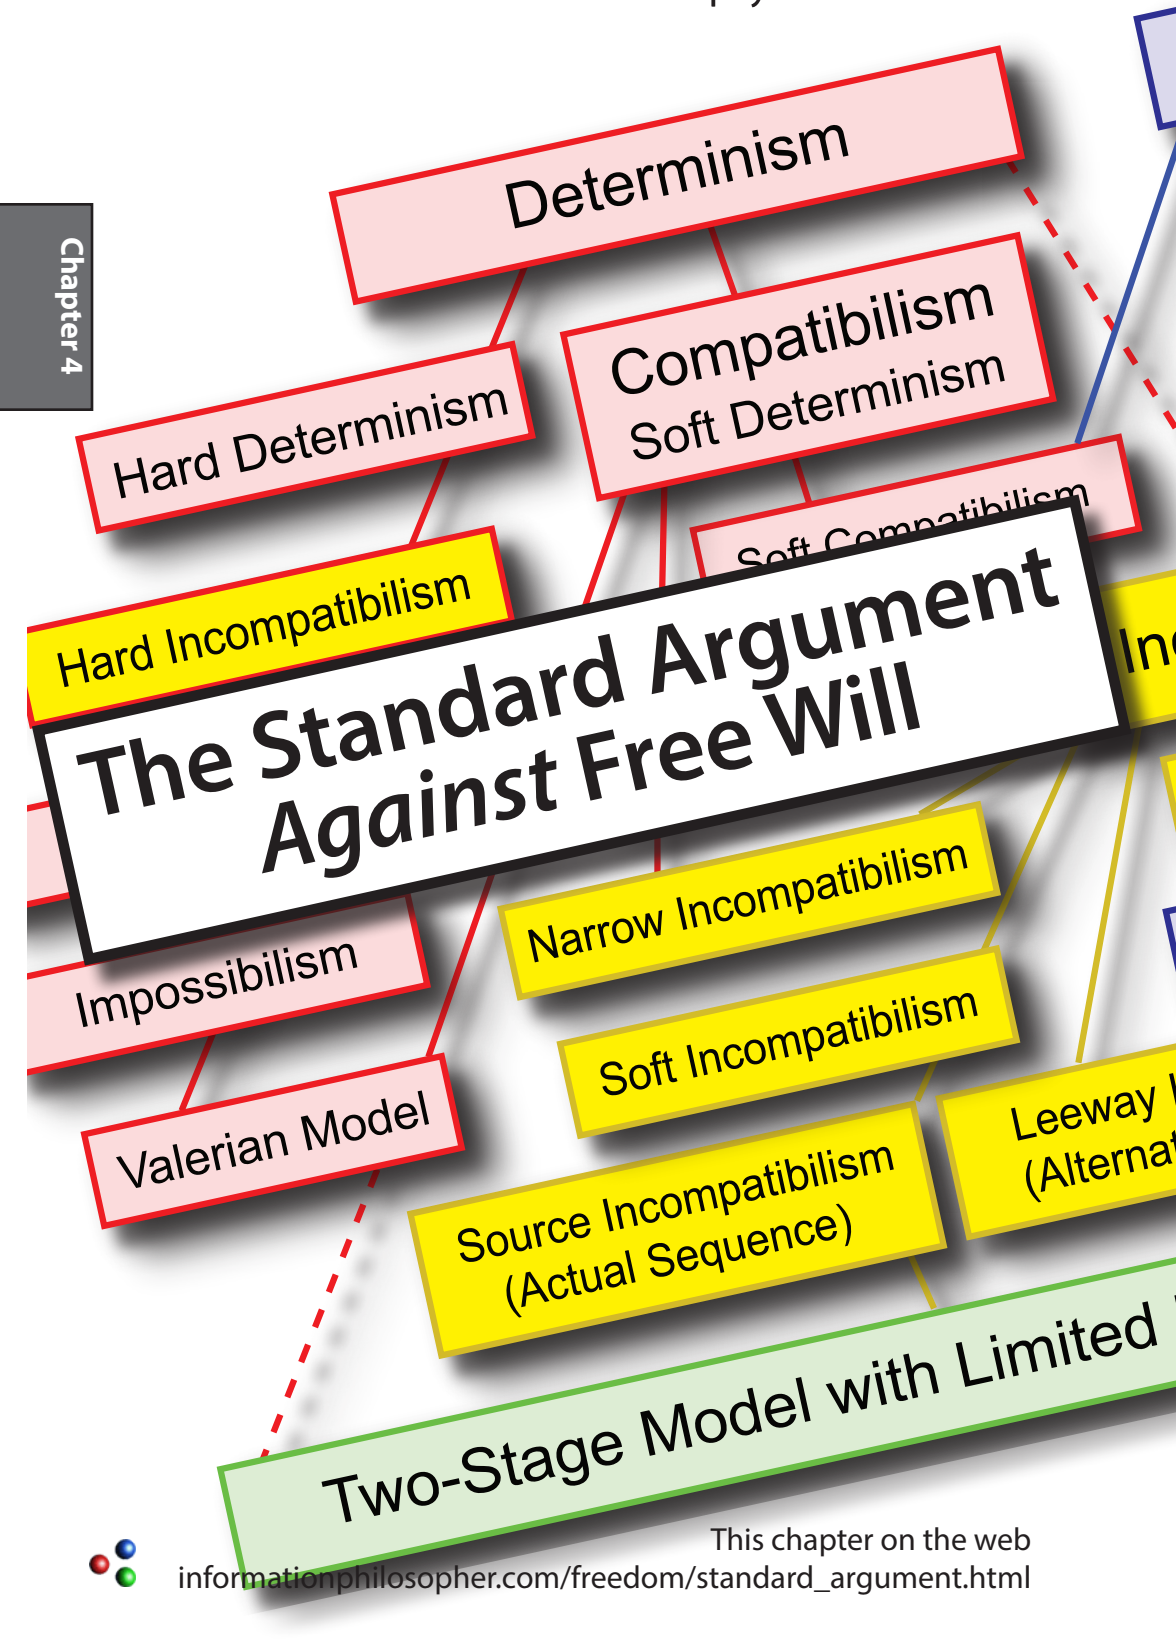 Determinism
Chapter 4
Compatibilism
Soft Determinism
Hard Determinism
Soft Compatibilism
Hard Incompatibilism
The Standard Argument
Against Free Will
Narrow Incompatibilism
Impossibilism
Soft Incompatibilism
Valerian Model
Leeway
Source Incompatibilism
(Actual Sequence)
Two-Stage Model with Limited
This chapter on the web
informationphilosopher.com/freedom/standard_argument.html